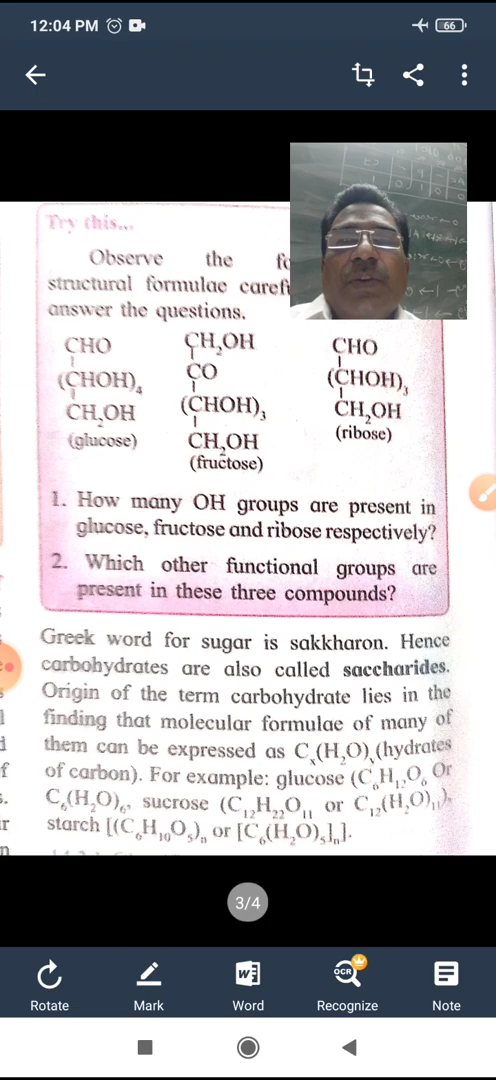 12:04 PM
66
Try this...
Observe the
structural formulae
answer the questions.
CHO
(CHOH)₄
CH₂OH
(glucose)
CH₂OH
CO
(CHOH)₃
CH₂OH
(fructose)
CHO
(CHOH)₃
CH₂OH
(ribose)
1. How many OH groups are present in
glucose, fructose and ribose respectively?
2. Which other functional groups are
present in these three compounds?
Greek word for sugar is sakkharon. Hence
carbohydrates are also called saccharides.
Origin of the term carbohydrate lies in the
finding that molecular formulae of many of
them can be expressed as Cₓ(H₂O) (hydrates
of carbon). For example: glucose (C₆H₁₂O₆ Or
C₆(H₂O)₆, sucrose (C₁₂H₂₂O₁₁ or C₁₂(H₂O)₁₁),
starch [(C₆H₁₀O₅)ₙ or [C₆(H₂O)₅]ₙ].
3/4
Rotate
Mark
W
Word
OCR
Recognize
Note